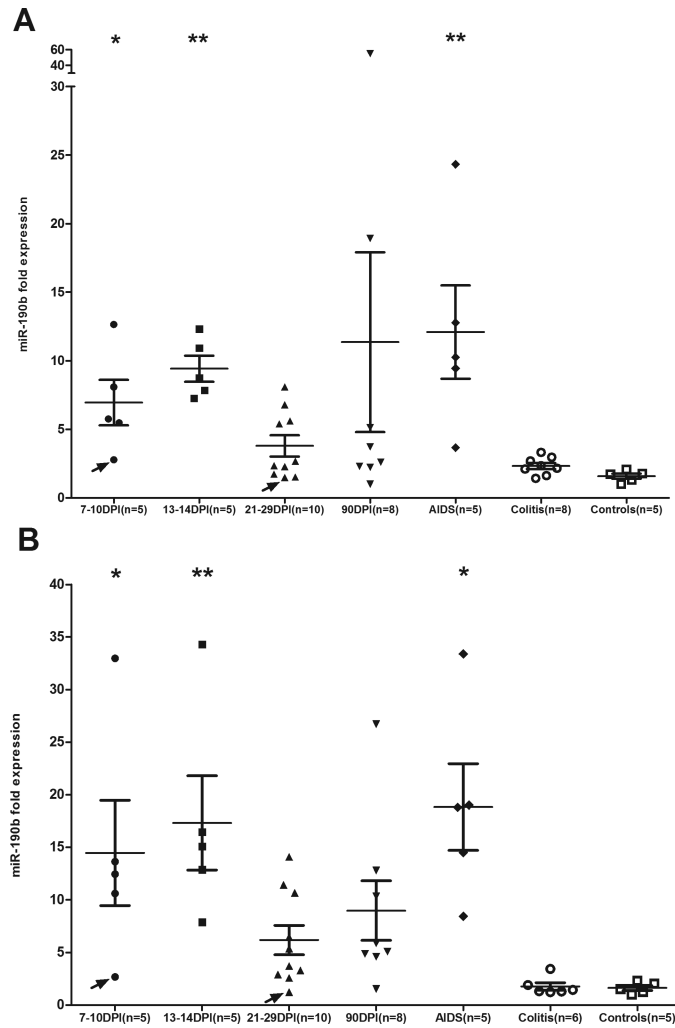 A
* ** **
60
40
30
25
20
15
10
5
0
miR-190b fold expression
7-10DPI(n=5) 13-14DPI(n=5) 21-29DPI(n=10) 90DPI(n=8) AIDS(n=5) Colitis(n=8) Controls(n=5)
B
* ** *
40
35
30
25
20
15
10
5
0
miR-190b fold expression
7-10DPI(n=5) 13-14DPI(n=5) 21-29DPI(n=10) 90DPI(n=8) AIDS(n=5) Colitis(n=6) Controls(n=5)